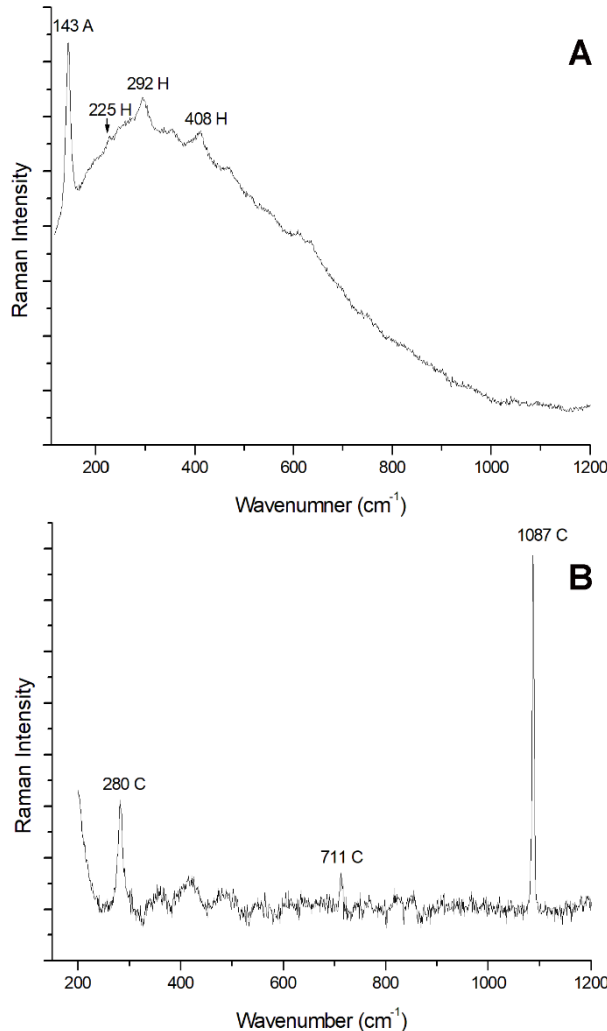 143 A
A
292 H
225 H
408 H
Raman Intensity
200 400 600 800 1000 1200
Wavenumner (cm-1)
1087 C
B
280 C
711 C
Raman Intensity
200 400 600 800 1000 1200
Wavenumber (cm-1)